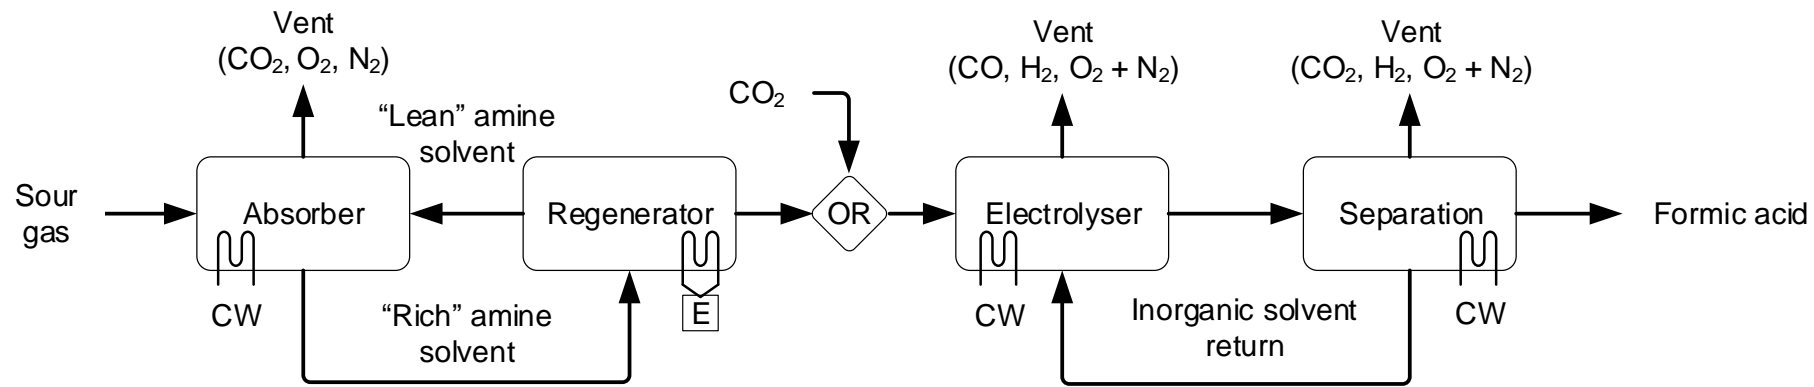 Vent
(CO₂, O₂, N₂)
Vent
(CO, H₂, O₂ + N₂)
Vent
(CO₂, H₂, O₂ + N₂)
CO₂
“Lean” amine
solvent
Sour
gas
Absorber
Regenerator
OR
Electrolyser
Separation
Formic acid
CW
E
CW
CW
“Rich” amine
solvent
Inorganic solvent
return